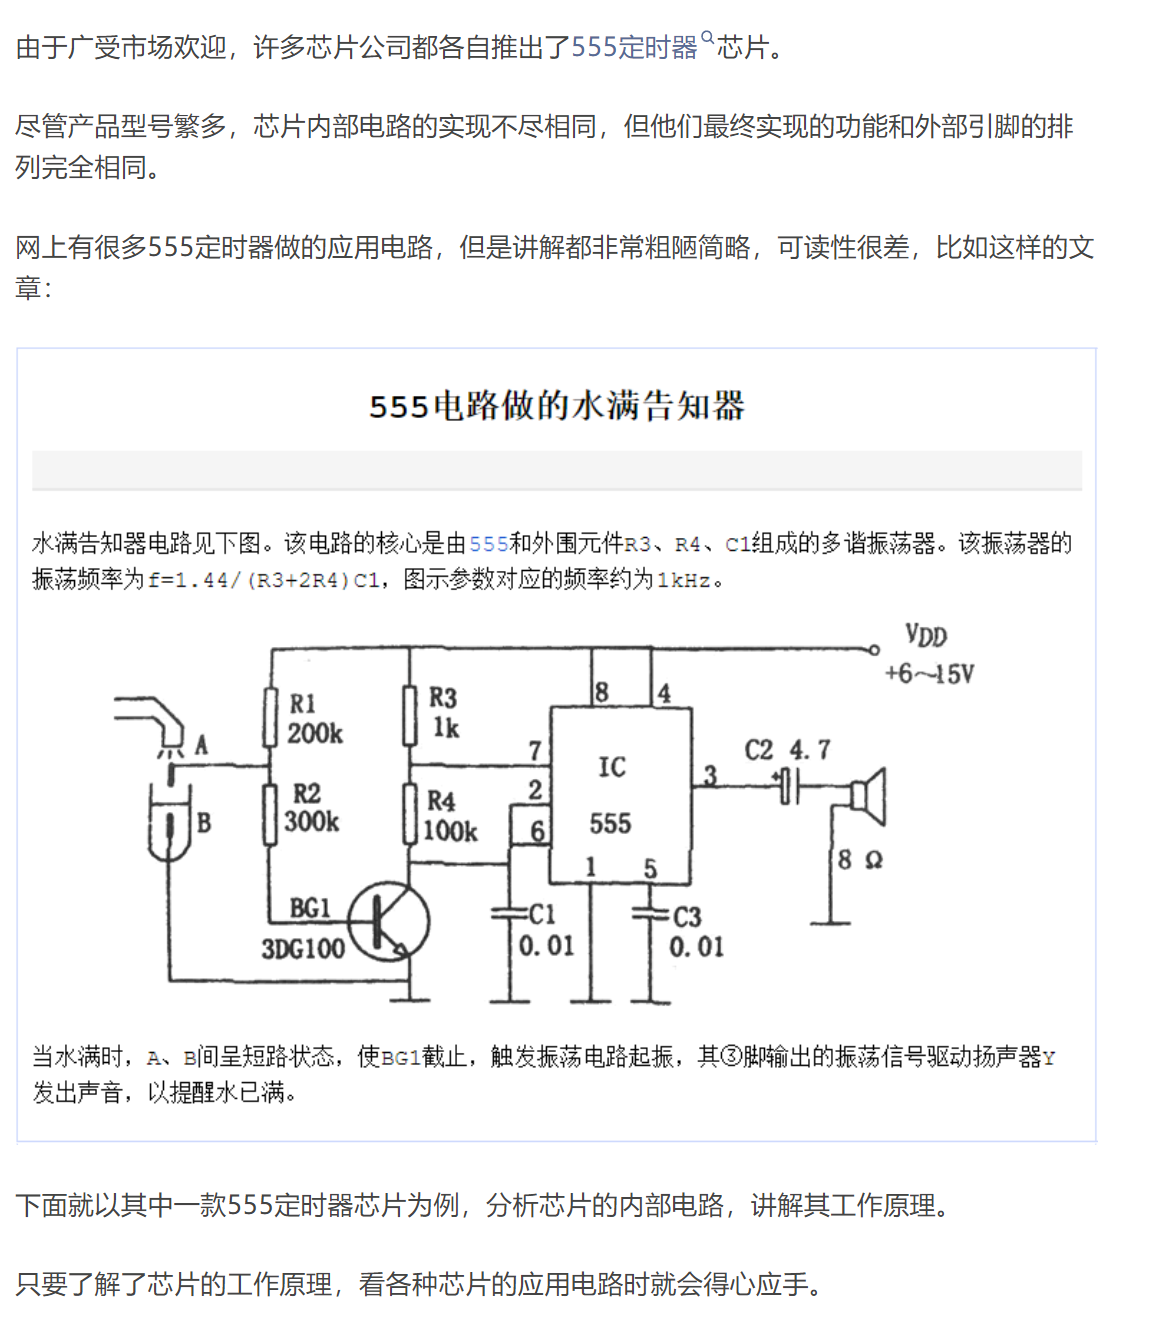 由于广受市场欢迎，许多芯片公司都各自推出了555定时器芯片。
尽管产品型号繁多，芯片内部电路的实现不尽相同，但他们最终实现的功能和外部引脚的排
列完全相同。
网上有很多555定时器做的应用电路，但是讲解都非常粗陋简略，可读性很差，比如这样的文
章：
555电路做的水满告知器
水满告知器电路见下图。该电路的核心是由555和外围元件R3、R4、C1组成的多谐振荡器。该振荡器的
振荡频率为f=1.44/(R3+2R4)C1，图示参数对应的频率约为1kHz。
VDD
+6～15V
R1
200k
R3
1k
8
4
A
7
IC
C2 4.7
3
R2
300k
R4
100k
2
6
555
B
1
5
8 Ω
BG1
3DG100
C1
0.01
C3
0.01
当水满时，A、B间呈短路状态，使BG1截止，触发振荡电路起振，其③脚输出的振荡信号驱动扬声器Y
发出声音，以提醒水已满。
下面就以其中一款555定时器芯片为例，分析芯片的内部电路，讲解其工作原理。
只要了解了芯片的工作原理，看各种芯片的应用电路时就会得心应手。